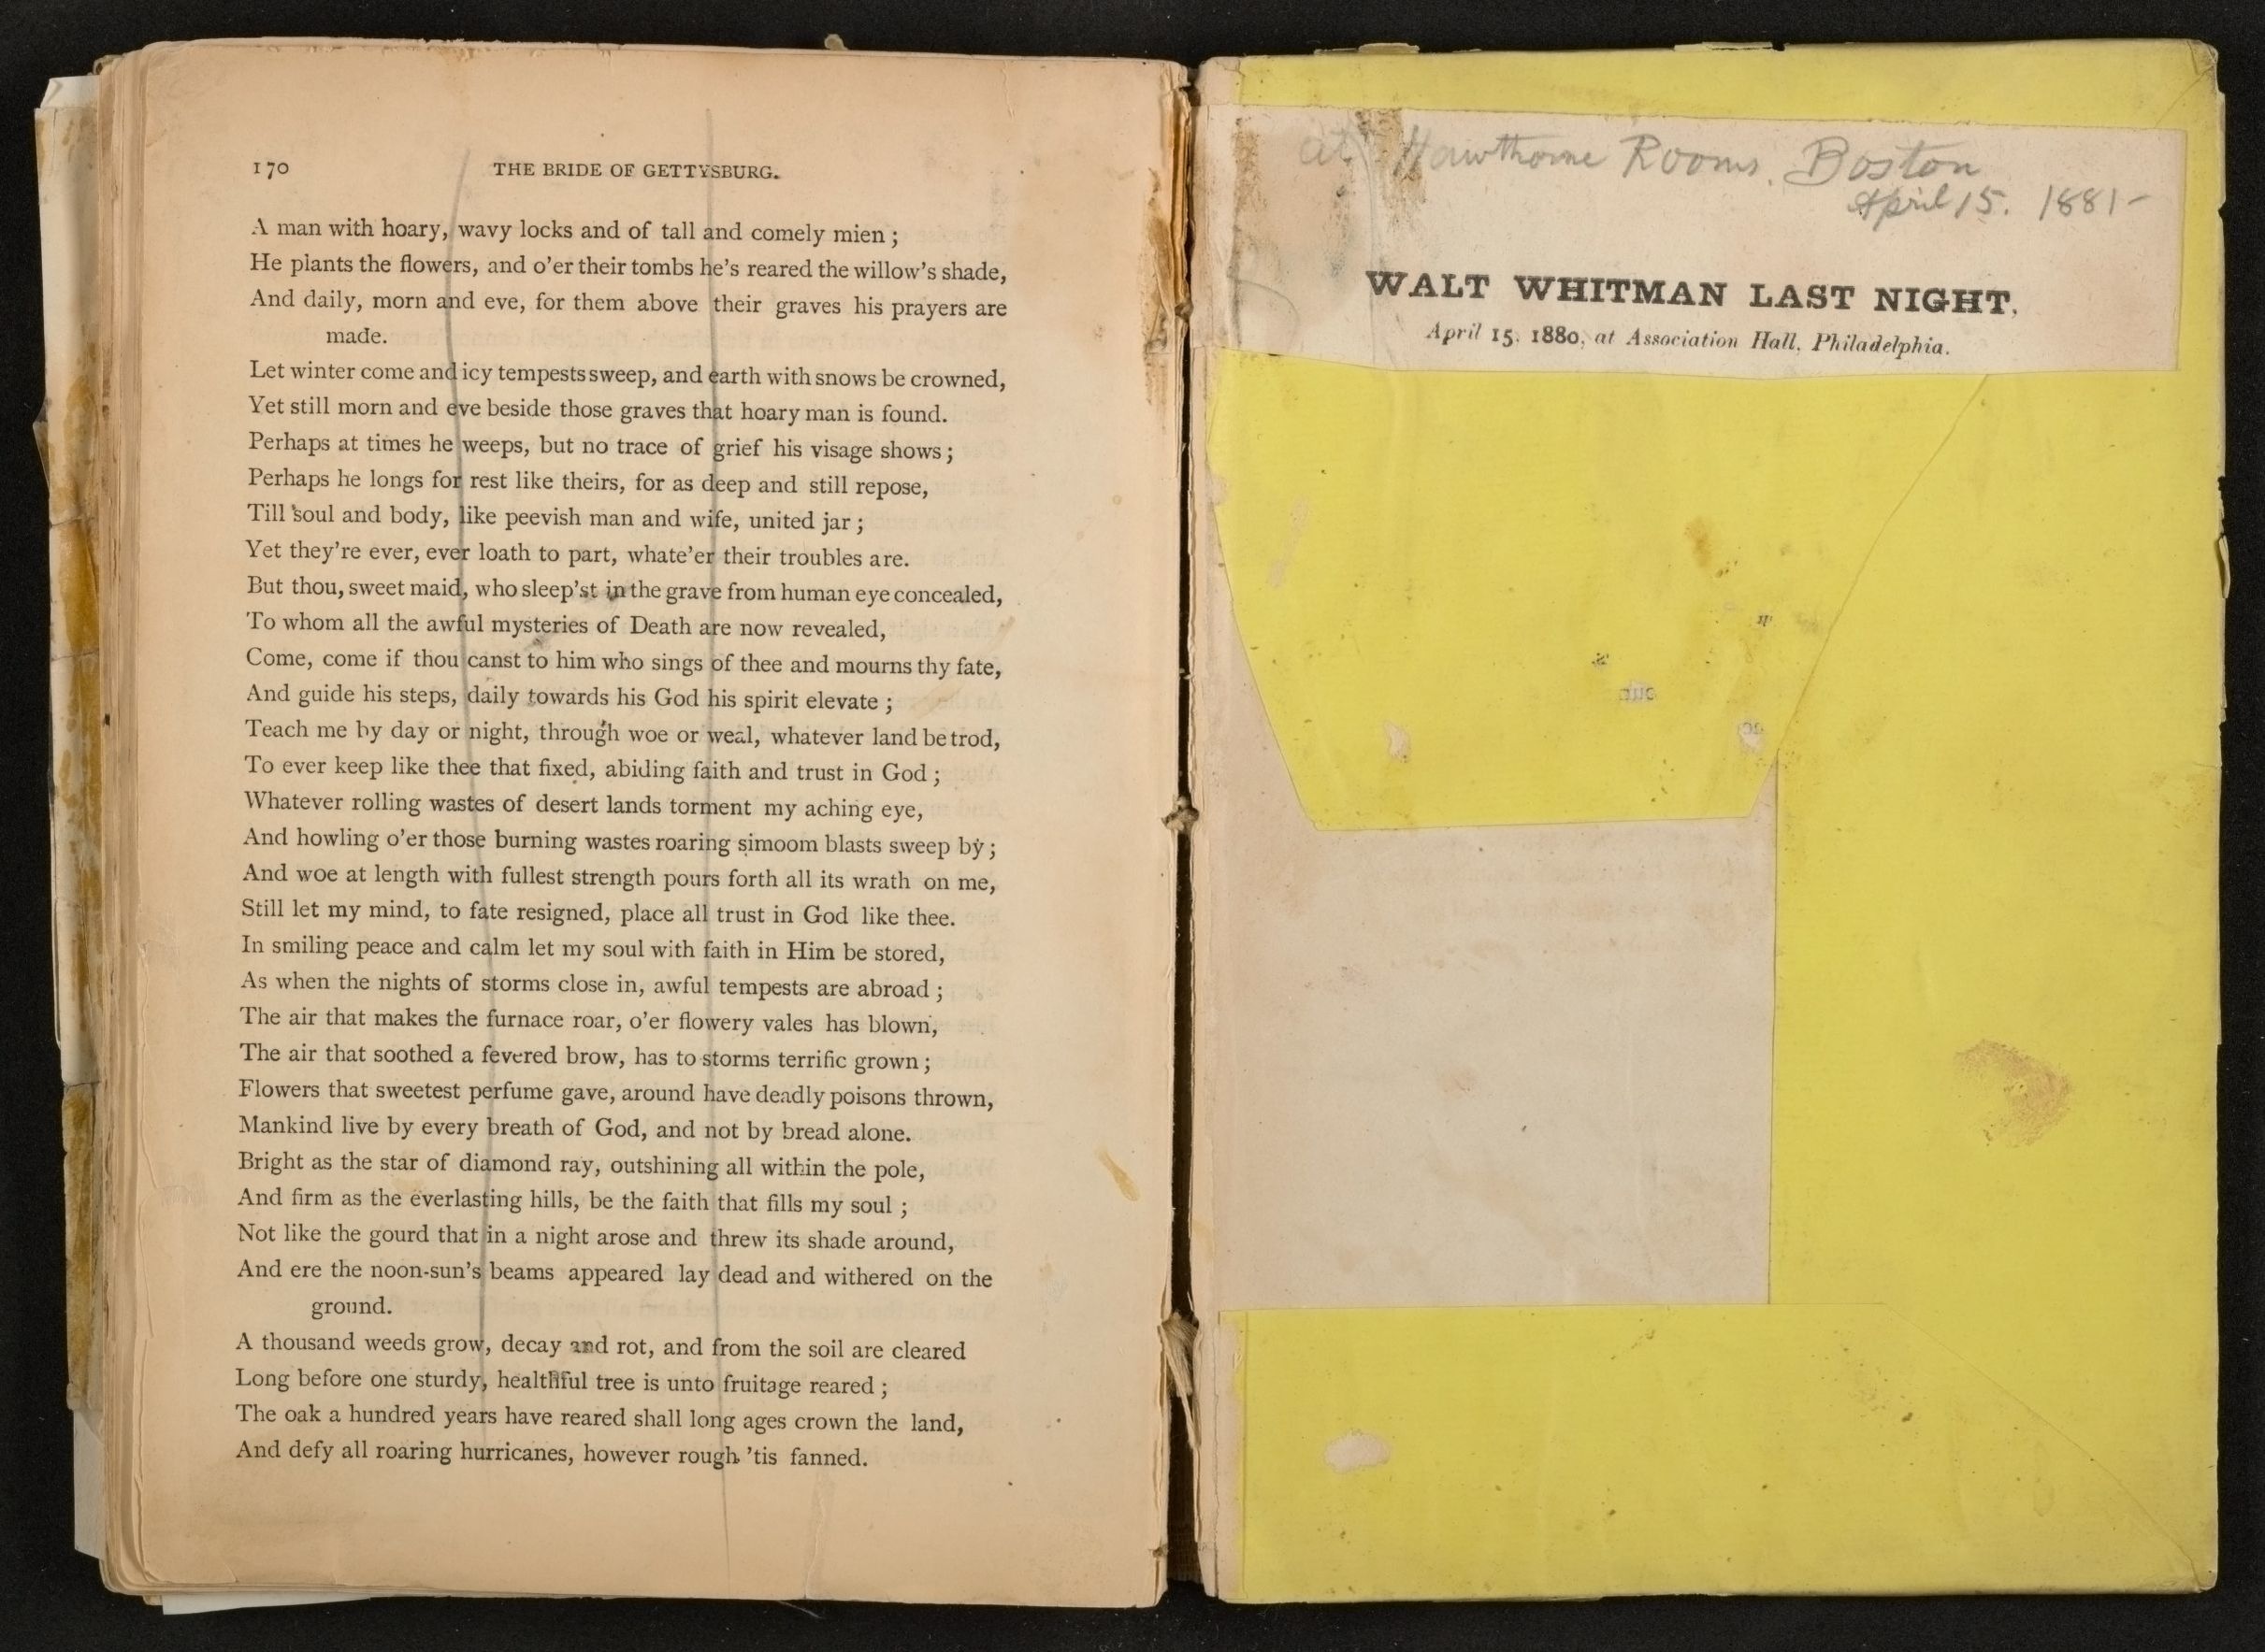 170 THE BRIDE OF GETTYSBURG.
A man with hoary, wavy locks and of tall and comely mien ;
He plants the flowers, and o'er their tombs he's reared the willow's shade,
And daily, morn and eve, for them above their graves his prayers are
made.
Let winter come and icy tempests sweep, and earth with snows be crowned,
Yet still morn and eve beside those graves that hoary man is found.
Perhaps at times he weeps, but no trace of grief his visage shows ;
Perhaps he longs for rest like theirs, for as deep and still repose,
Till soul and body, like peevish man and wife, united jar ;
Yet they're ever, ever loath to part, whate'er their troubles are.
But thou, sweet maid, who sleep'st in the grave from human eye concealed,
To whom all the awful mysteries of Death are now revealed,
Come, come if thou canst to him who sings of thee and mourns thy fate,
And guide his steps, daily towards his God his spirit elevate ;
Teach me by day or night, through woe or weal, whatever land be trod,
To ever keep like thee that fixed, abiding faith and trust in God ;
Whatever rolling wastes of desert lands torment my aching eye,
And howling o'er those burning wastes roaring simoom blasts sweep by ;
And woe at length with fullest strength pours forth all its wrath on me,
Still let my mind, to fate resigned, place all trust in God like thee.
In smiling peace and calm let my soul with faith in Him be stored,
As when the nights of storms close in, awful tempests are abroad ;
The air that makes the furnace roar, o'er flowery vales has blown,
The air that soothed a fevered brow, has to storms terrific grown ;
Flowers that sweetest perfume gave, around have deadly poisons thrown,
Mankind live by every breath of God, and not by bread alone.
Bright as the star of diamond ray, outshining all within the pole,
And firm as the everlasting hills, be the faith that fills my soul ;
Not like the gourd that in a night arose and threw its shade around,
And ere the noon-sun's beams appeared lay dead and withered on the
ground.
A thousand weeds grow, decay and rot, and from the soil are cleared
Long before one sturdy, healthful tree is unto fruitage reared ;
The oak a hundred years have reared shall long ages crown the land,
And defy all roaring hurricanes, however rough 'tis fanned.
at Hawthorne Rooms, Boston
April 15. 1881-
WALT WHITMAN LAST NIGHT.
April 15, 1880, at Association Hall, Philadelphia.